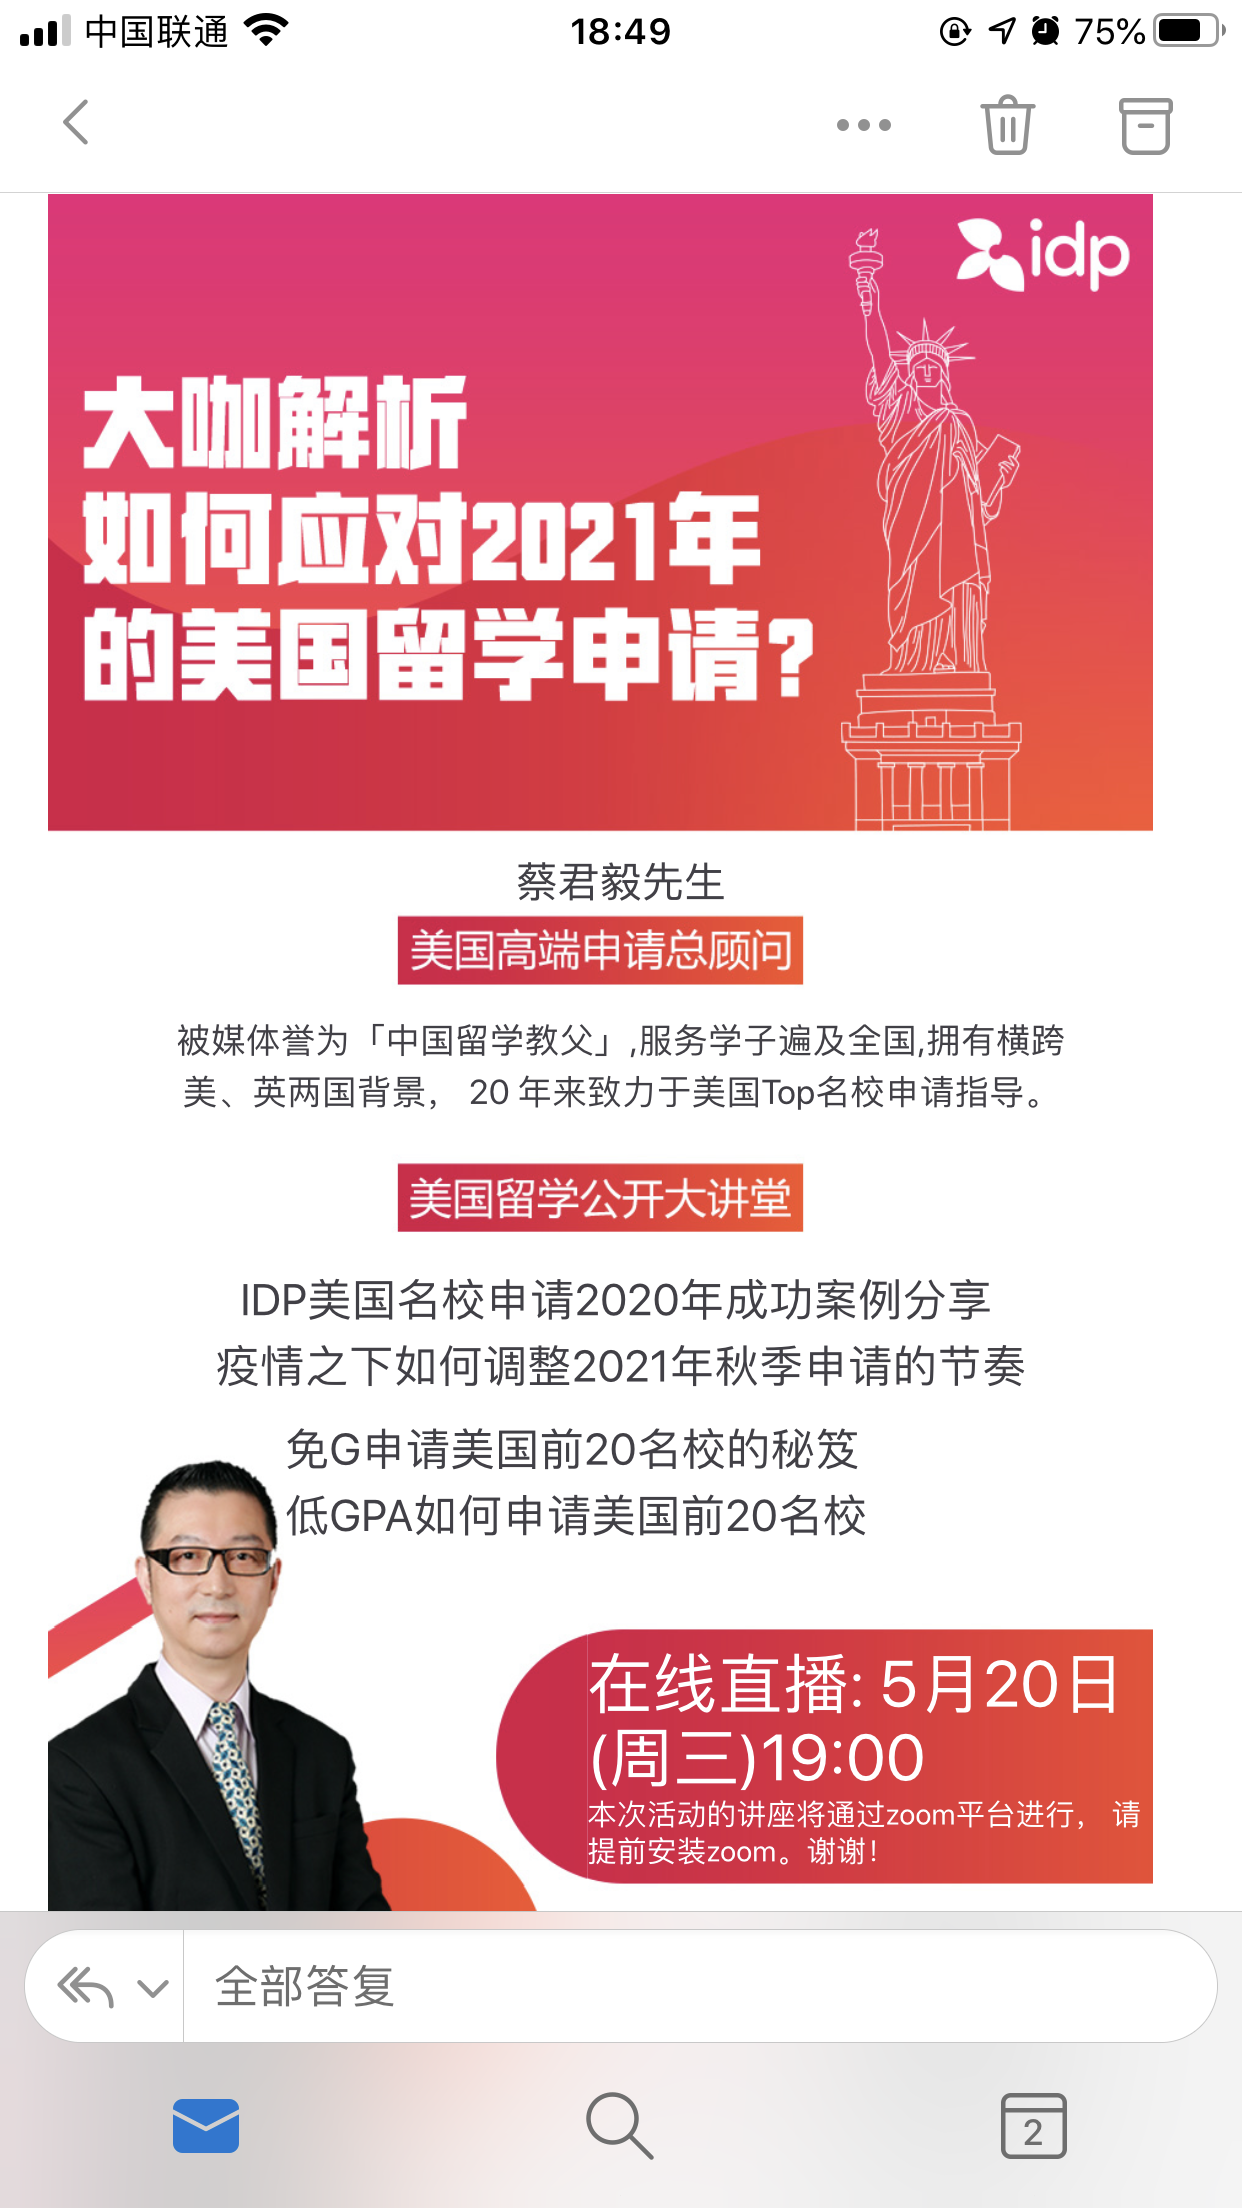 中国联通
18:49
75%
idp
大咖解析
如何应对2021年
的美国留学申请?
蔡君毅先生
美国高端申请总顾问
被媒体誉为「中国留学教父」,服务学子遍及全国,拥有横跨
美、英两国背景， 20 年来致力于美国Top名校申请指导。
美国留学公开大讲堂
IDP美国名校申请2020年成功案例分享
疫情之下如何调整2021年秋季申请的节奏
免G申请美国前20名校的秘笈
低GPA如何申请美国前20名校
在线直播: 5月20日
(周三)19:00
本次活动的讲座将通过zoom平台进行， 请
提前安装zoom。谢谢！
全部答复
2